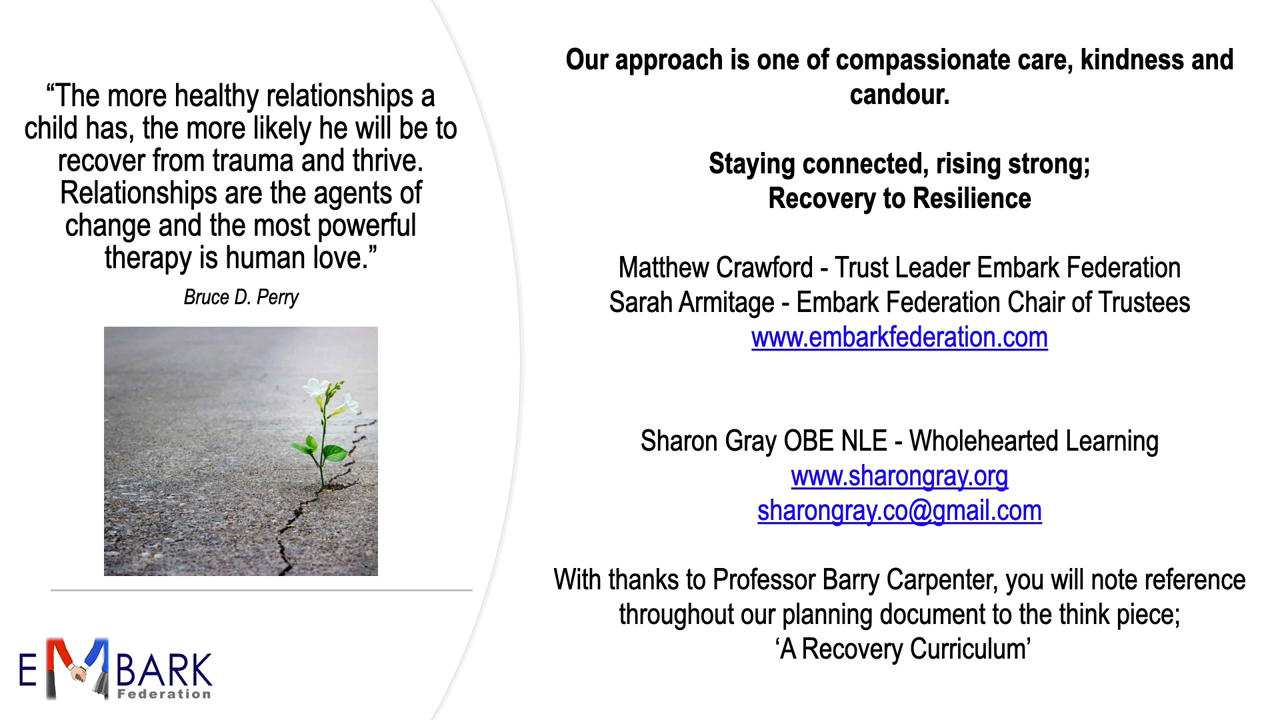 “The more healthy relationships a
child has, the more likely he will be to
recover from trauma and thrive.
Relationships are the agents of
change and the most powerful
therapy is human love.”
Bruce D. Perry
EMBARK
Federation
Our approach is one of compassionate care, kindness and
candour.
Staying connected, rising strong;
Recovery to Resilience
Matthew Crawford - Trust Leader Embark Federation
Sarah Armitage - Embark Federation Chair of Trustees
www.embarkfederation.com
Sharon Gray OBE NLE - Wholehearted Learning
www.sharongray.org
sharongray.co@gmail.com
With thanks to Professor Barry Carpenter, you will note reference
throughout our planning document to the think piece;
‘A Recovery Curriculum’